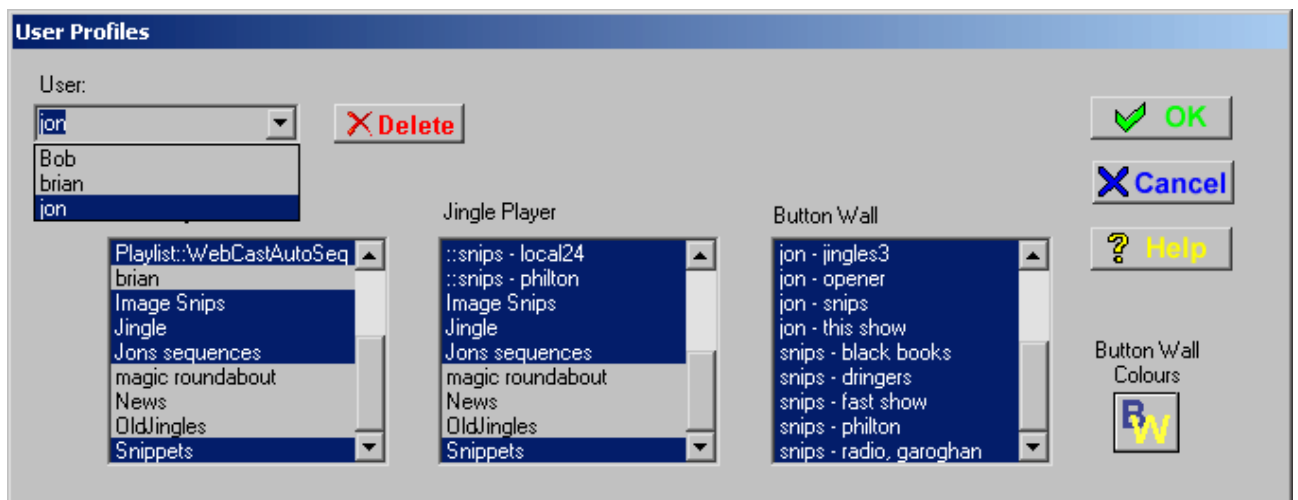 User Profiles
User:
jon
Delete
Bob
brian
jon
OK
Cancel
Help
Jingle Player
Button Wall
Playlist::WebCastAutoSeq
brian
Image Snips
Jingle
Jons sequences
magic roundabout
News
OldJingles
Snippets
::snips - local24
::snips - philton
Image Snips
Jingle
Jons sequences
magic roundabout
News
OldJingles
Snippets
jon - jingles3
jon - opener
jon - snips
jon - this show
snips - black books
snips - dringers
snips - fast show
snips - philton
snips - radio, garoghan
Button Wall
Colours
BW